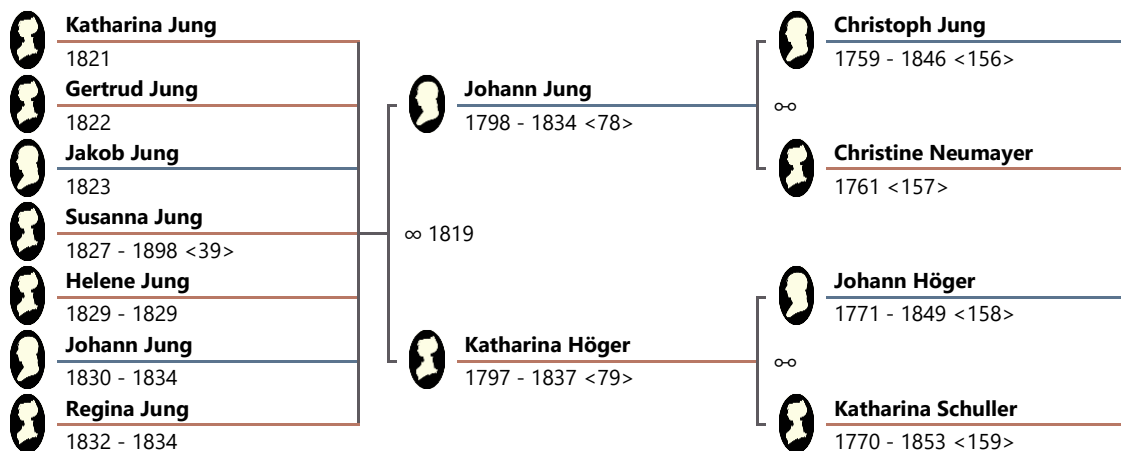 Katharina Jung
1821
Gertrud Jung
1822
Jakob Jung
1823
Susanna Jung
1827 - 1898 <39>
Helene Jung
1829 - 1829
Johann Jung
1830 - 1834
Regina Jung
1832 - 1834
Johann Jung
1798 - 1834 <78>
∞ 1819
Katharina Höger
1797 - 1837 <79>
Christoph Jung
1759 - 1846 <156>
⚯
Christine Neumayer
1761 <157>
Johann Höger
1771 - 1849 <158>
⚯
Katharina Schuller
1770 - 1853 <159>